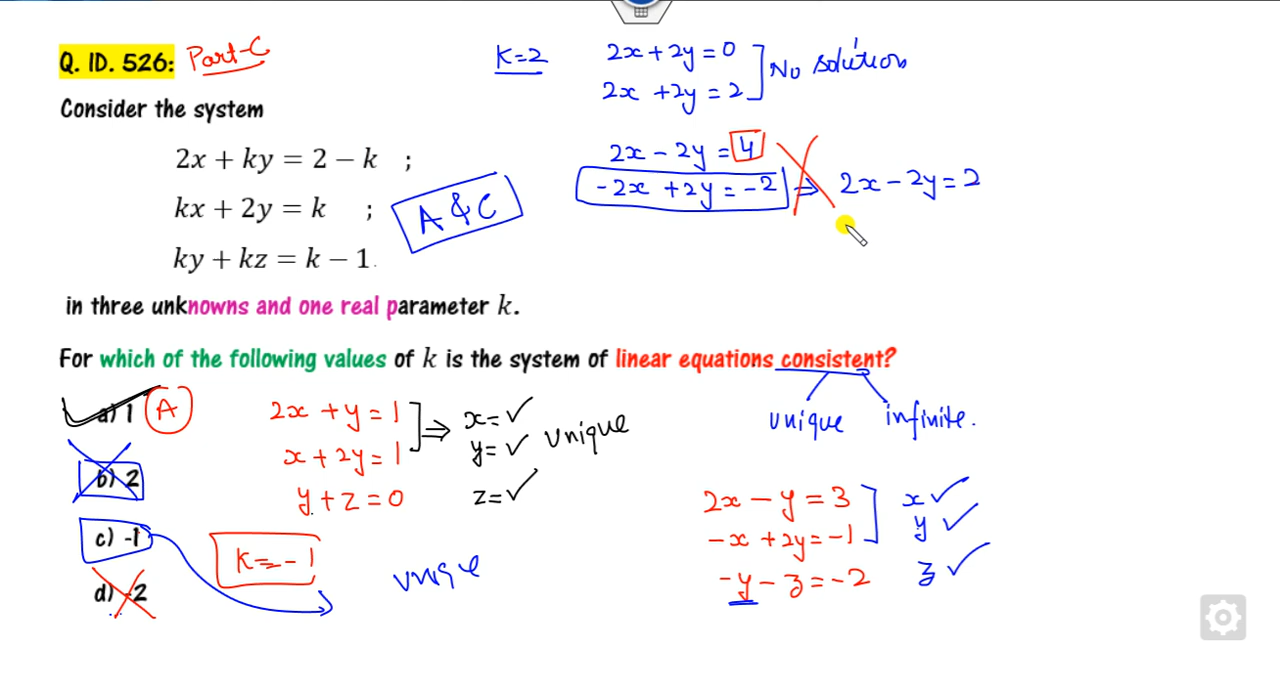 Q. ID. 526: Part-C
Consider the system
2x + ky = 2 − k ;
kx + 2y = k ;
ky + kz = k − 1.
A & C
K=2
2x+2y=0
2x +2y = 2
No solution
2x − 2y = 4
-2x +2y = -2 ⇒ 2x − 2y = 2
in three unknowns and one real parameter k.
For which of the following values of k is the system of linear equations consistent?
unique infinite.
a) 1 A
b) 2
c) -1
d) -2
2x + y = 1
x + 2y = 1
y + z = 0
⇒ x = ✓
y = ✓ unique
z = ✓
K = -1
unique
2x − y = 3
-x + 2y = -1
-y − z = -2
x ✓
y ✓
z ✓